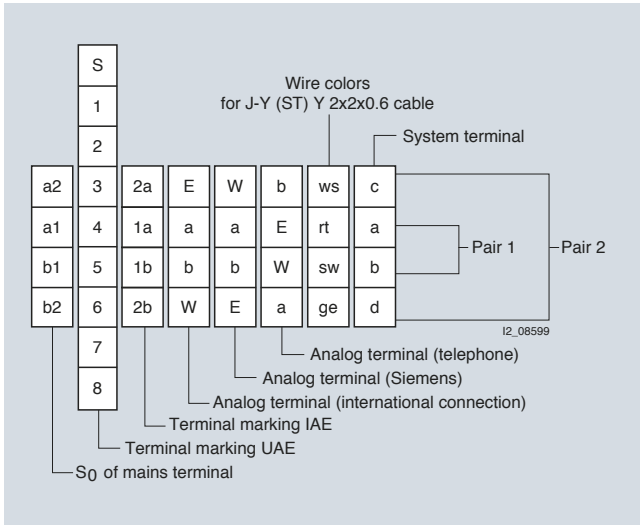 S
1
Wire colors
for J-Y (ST) Y 2x2x0.6 cable
2
System terminal
a2 3 2a E W b ws c
a1 4 1a a a E rt a
Pair 1 Pair 2
b1 5 1b b b W sw b
b2 6 2b W E a ge d
I2_08599
7
Analog terminal (telephone)
Analog terminal (Siemens)
8
Analog terminal (international connection)
Terminal marking IAE
Terminal marking UAE
S0 of mains terminal